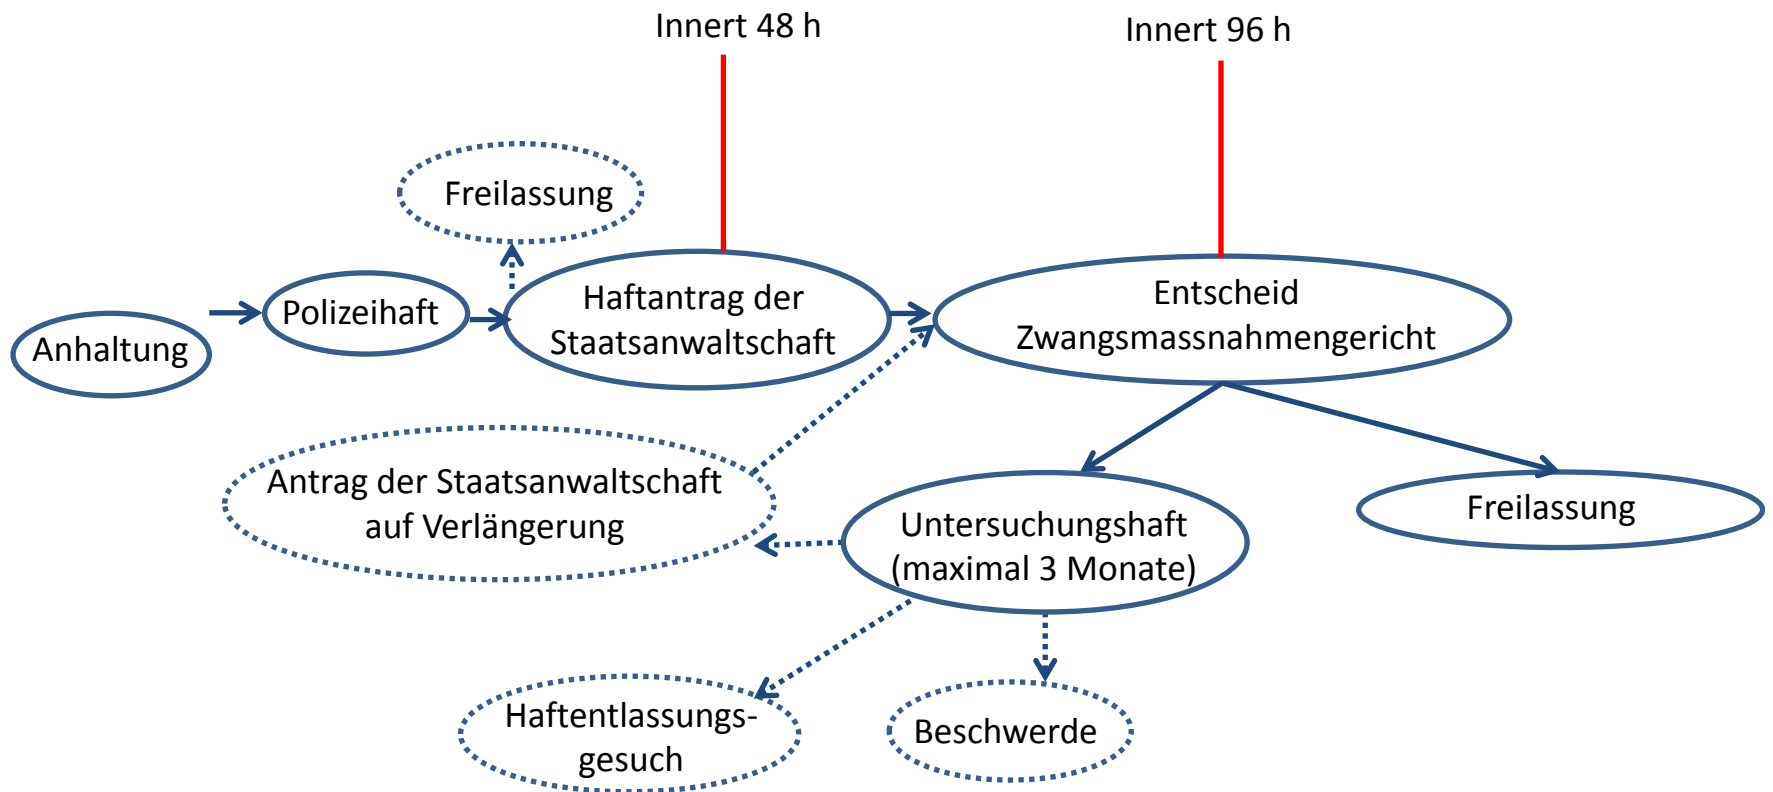 Innert 48 h
Innert 96 h
Freilassung
Anhaltung
Polizeihaft
Haftantrag der
Staatsanwaltschaft
Entscheid
Zwangsmassnahmengericht
Antrag der Staatsanwaltschaft
auf Verlängerung
Untersuchungshaft
(maximal 3 Monate)
Freilassung
Haftentlassungs-
gesuch
Beschwerde